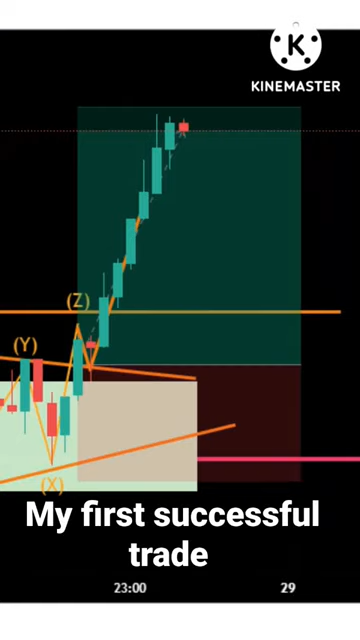 KINEMASTER
(Z)
(Y)
(X)
My first successful
trade
23:00
29